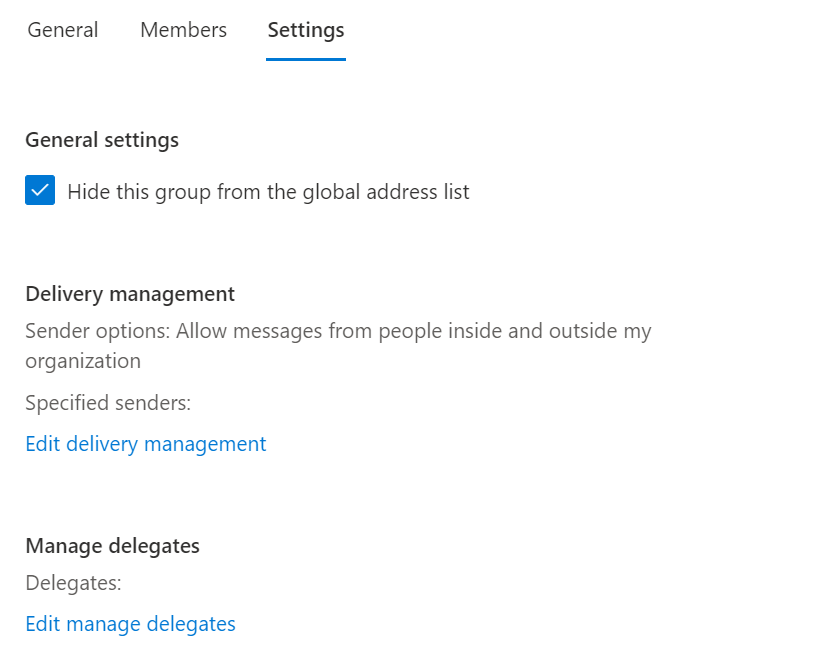 General Members Settings
General settings
Hide this group from the global address list
Delivery management
Sender options: Allow messages from people inside and outside my
organization
Specified senders:
Edit delivery management
Manage delegates
Delegates:
Edit manage delegates